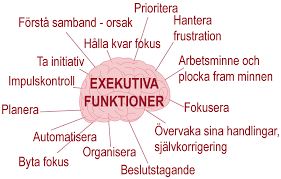 Prioritera
Förstå samband - orsak
Hantera
frustration
Hålla kvar fokus
Ta initiativ
Arbetsminne och
plocka fram minnen
Impulskontroll
EXEKUTIVA
FUNKTIONER
Planera
Fokusera
Automatisera
Övervaka sina handlingar,
självkorrigering
Byta fokus
Organisera
Beslutstagande